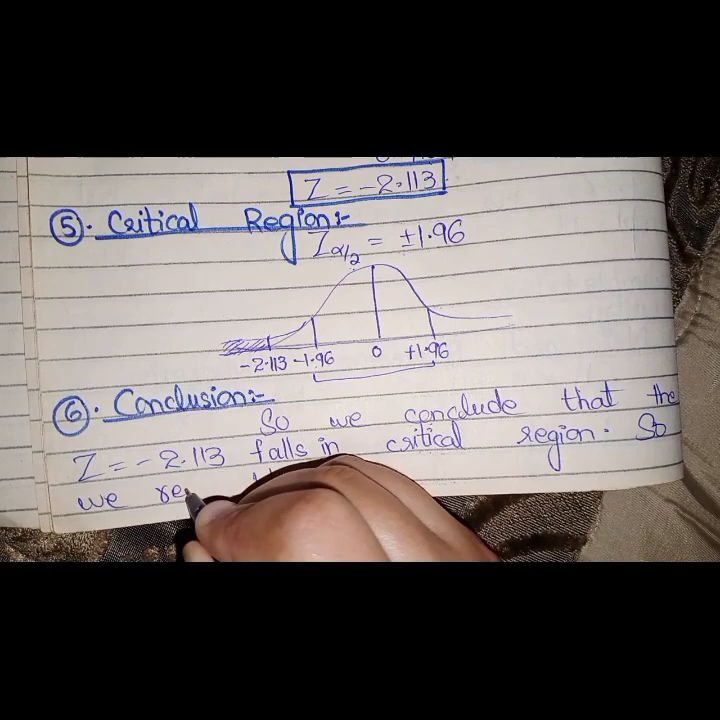 Z = -2.113
5. Critical Region:-
Zα/2 = ±1.96
-2.113 -1.96 0 +1.96
6. Conclusion:-
So we conclude that the
Z = -2.113 falls in critical region. So
we re